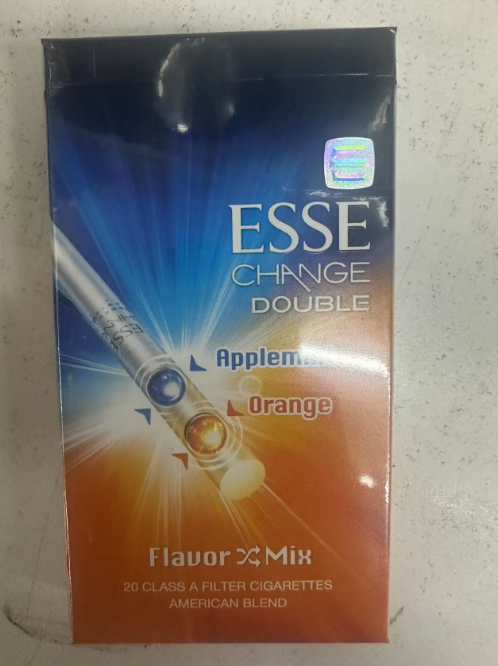 ESSE
CHANGE
DOUBLE
Orange
Flavor Mix
20 CLASS A FILTER CIGARETTES
AMERICAN BLEND